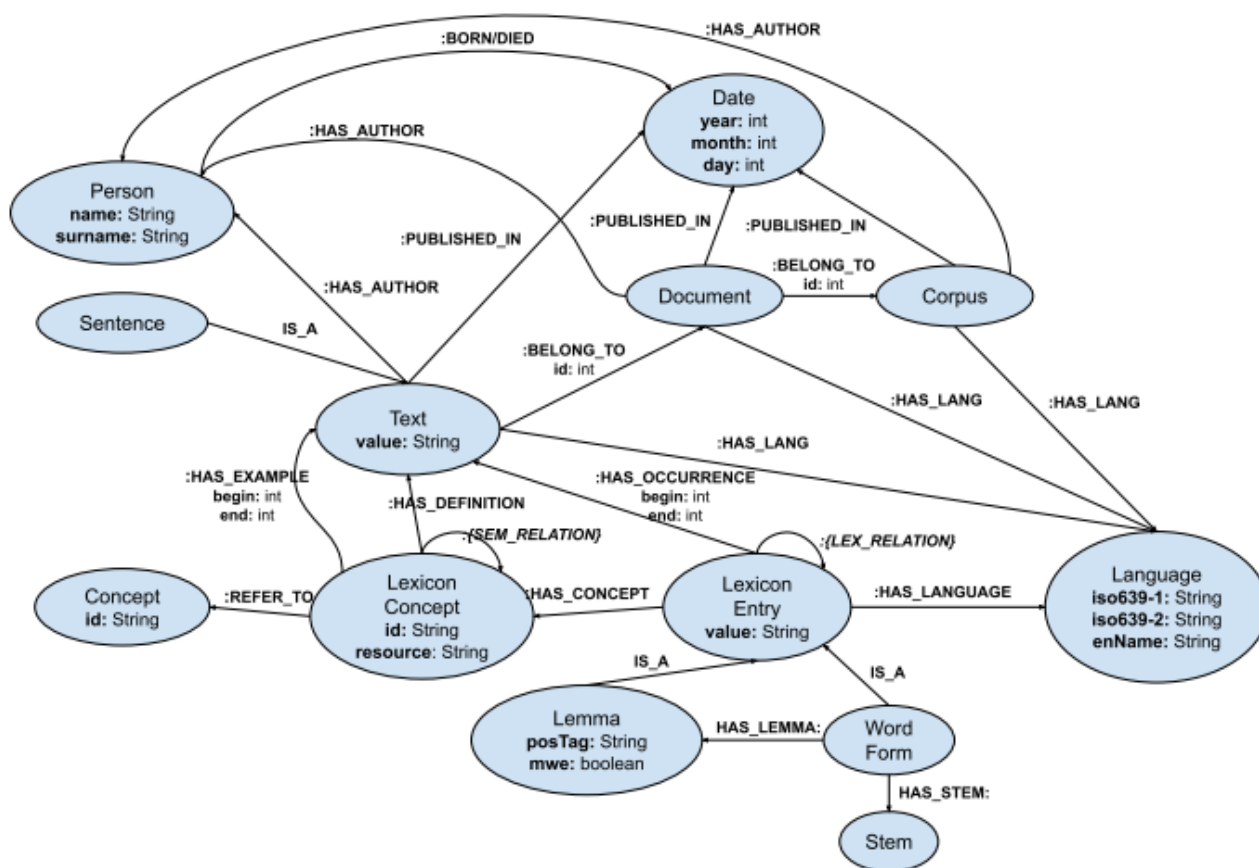 :HAS_AUTHOR
:BORN/DIED
Date
year: int
month: int
day: int
:HAS_AUTHOR
Person
name: String
surname: String
:PUBLISHED_IN
:PUBLISHED_IN
:PUBLISHED_IN
:HAS_AUTHOR
:BELONG_TO
id: int
Document
Corpus
Sentence
IS_A
:BELONG_TO
id: int
:HAS_LANG
:HAS_LANG
Text
value: String
:HAS_LANG
:HAS_EXAMPLE
begin: int
end: int
:HAS_DEFINITION
:HAS_OCCURRENCE
begin: int
end: int
:{SEM_RELATION}
:{LEX_RELATION}
Concept
id: String
:REFER_TO
Lexicon
Concept
id: String
resource: String
:HAS_CONCEPT
Lexicon
Entry
value: String
:HAS_LANGUAGE
Language
iso639-1: String
iso639-2: String
enName: String
IS_A
IS_A
Lemma
posTag: String
mwe: boolean
HAS_LEMMA:
Word
Form
HAS_STEM:
Stem